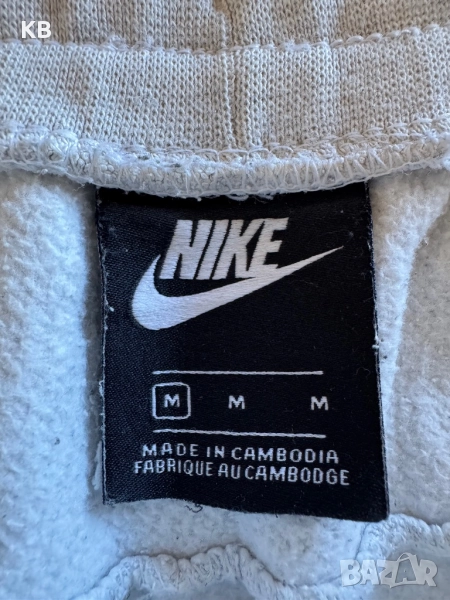 KB
NIKE
M M M
MADE IN CAMBODIA
FABRIQUE AU CAMBODGE
BAZAR